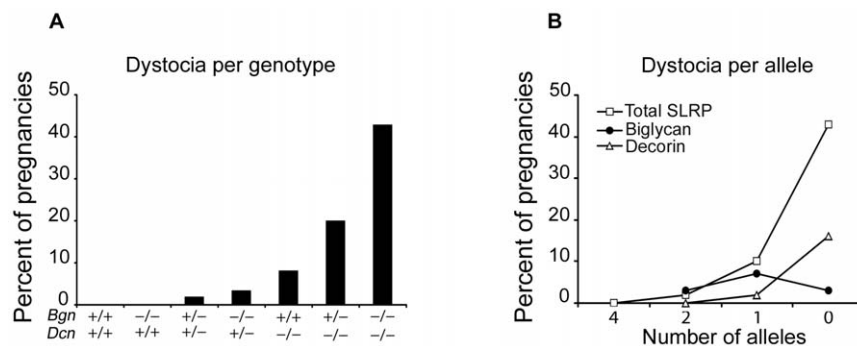 A
Dystocia per genotype
Percent of pregnancies
50
40
30
20
10
0
Bgn +/+ −/− +/− −/− +/+ +/− −/−
Dcn +/+ +/+ +/− +/− −/− −/− −/−
B
Dystocia per allele
Total SLRP
Biglycan
Decorin
Percent of pregnancies
50
40
30
20
10
0
4 2 1 0
Number of alleles